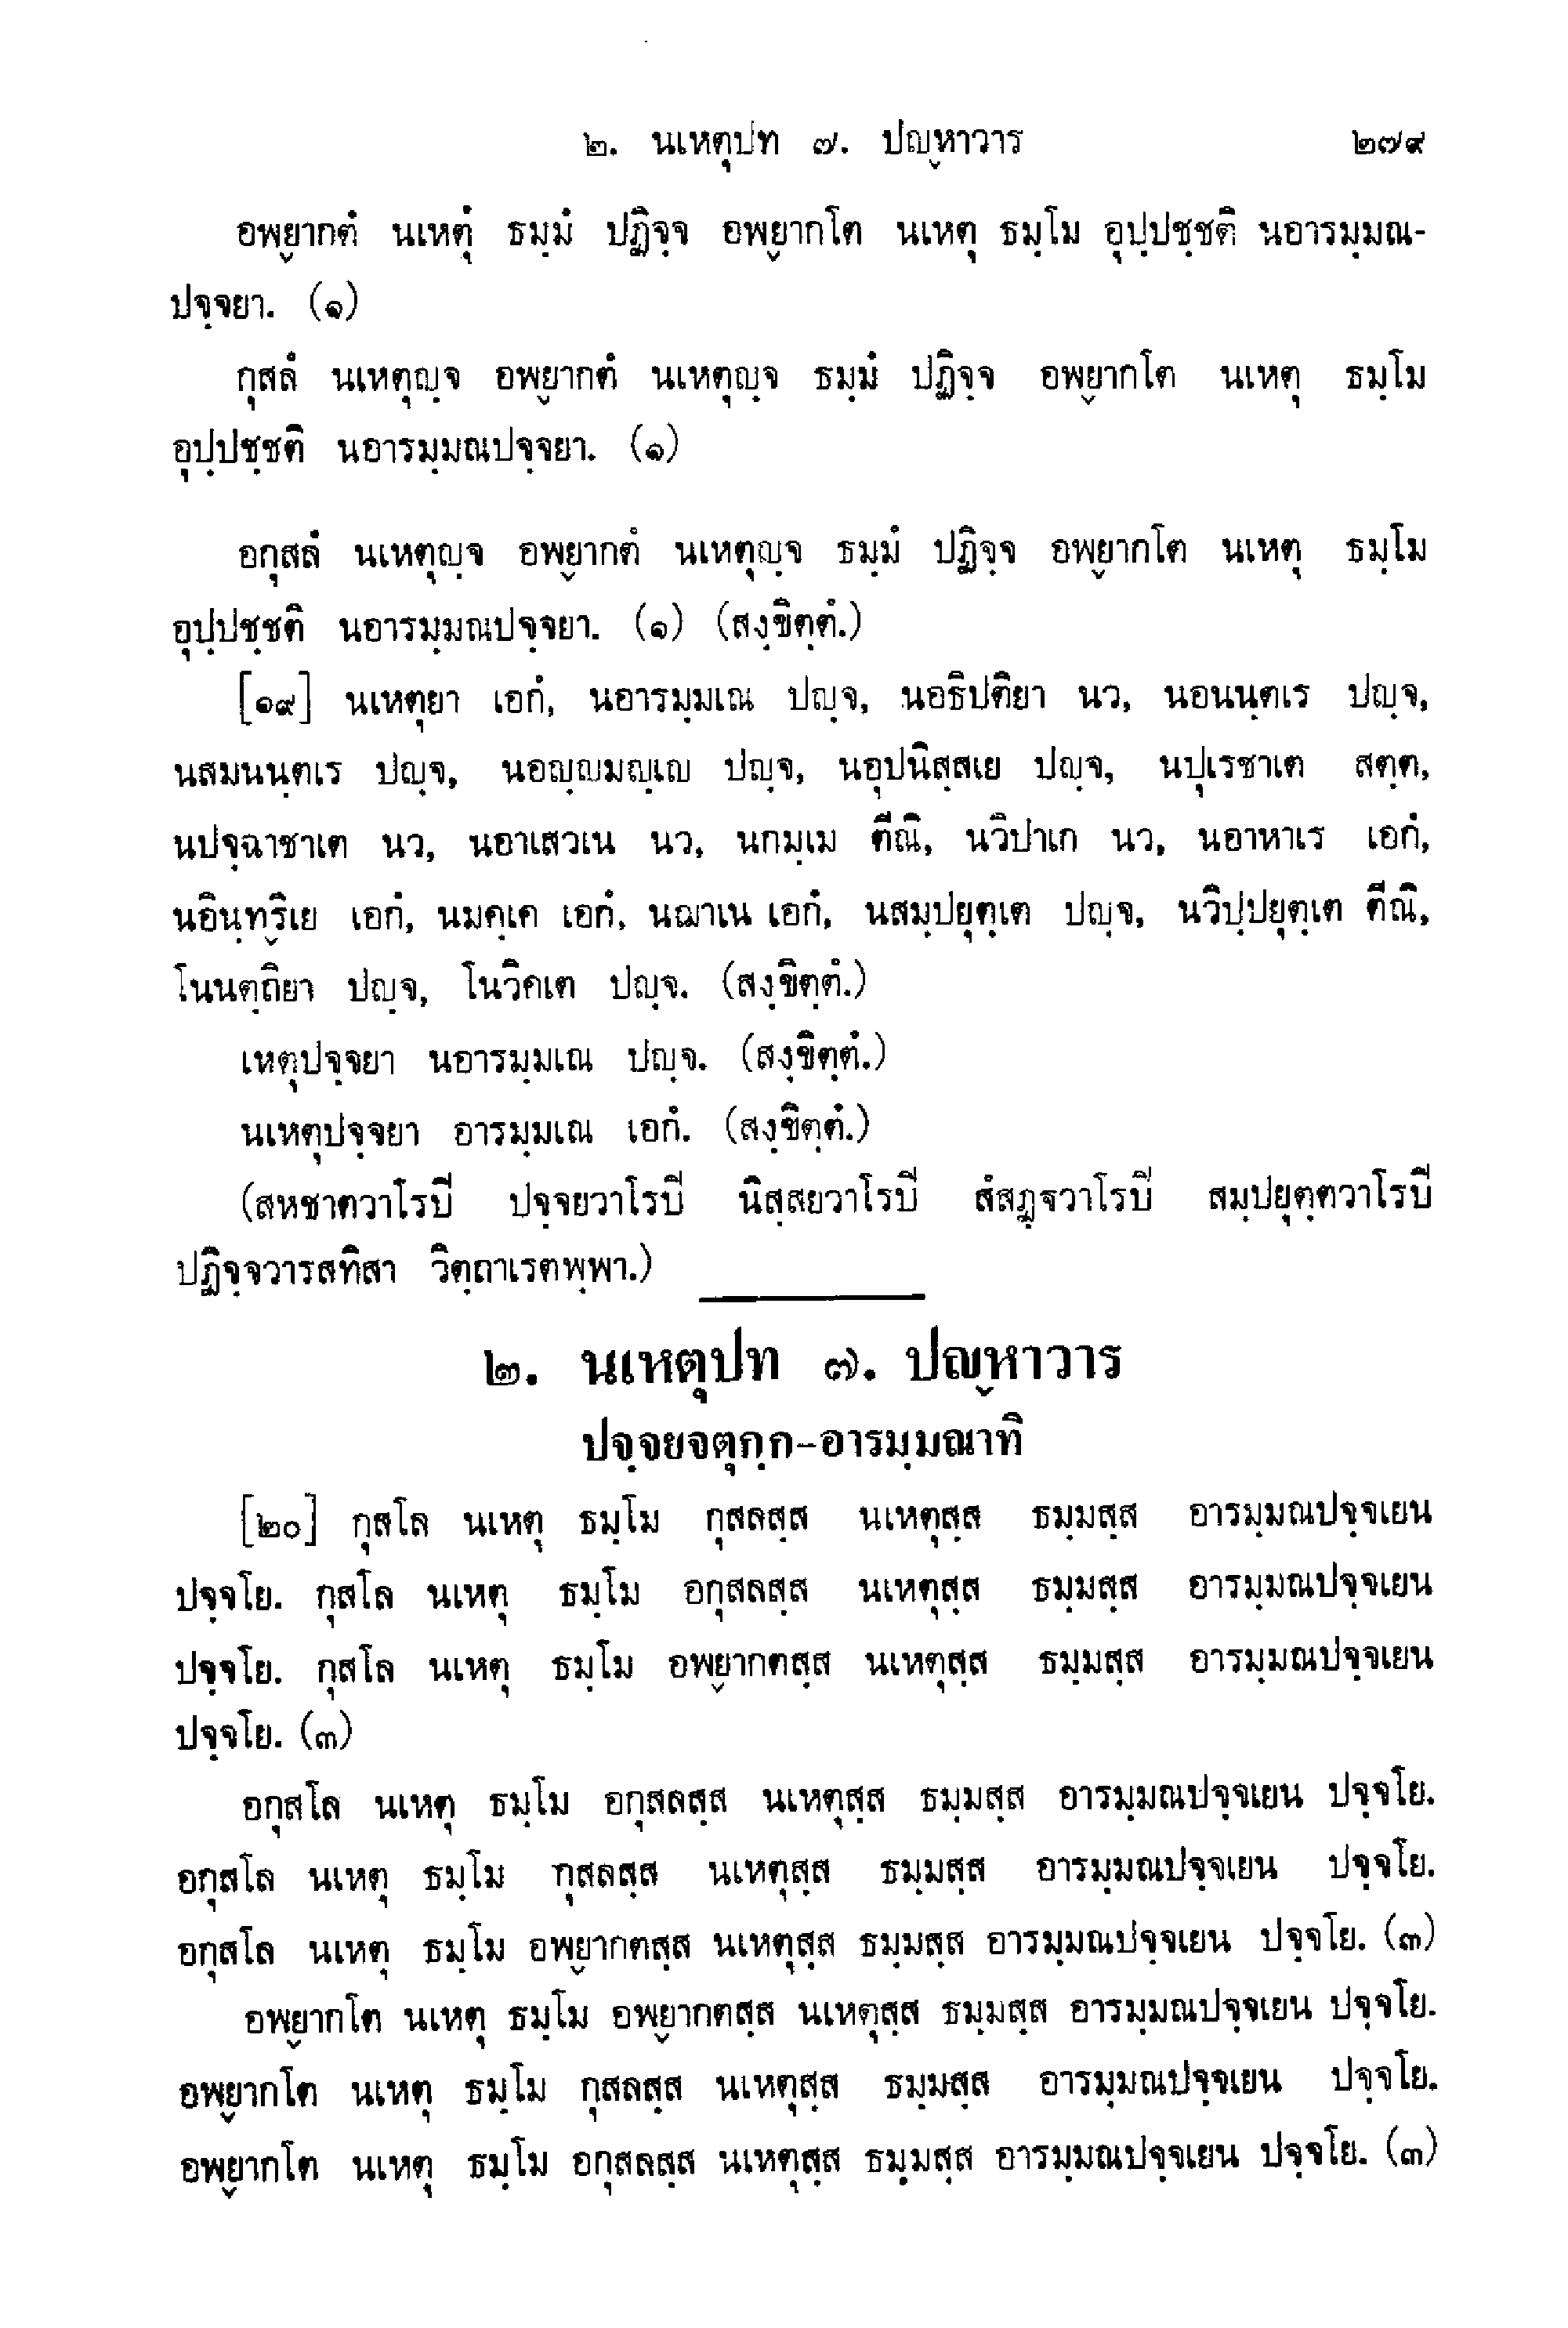 ๒. นเหตุปท ๗. ปญฺหาวาร ๒๗๙
อพฺยากตํ นเหตุํ ธมฺมํ ปฏิจฺจ อพฺยากโต นเหตุ ธมฺโม อุปฺปชฺชติ นอารมฺมณ-
ปจฺจยา. (๑)
กุสลํ นเหตุญฺจ อพฺยากตํ นเหตุญฺจ ธมฺมํ ปฏิจฺจ อพฺยากโต นเหตุ ธมฺโม
อุปฺปชฺชติ นอารมฺมณปจฺจยา. (๑)
อกุสลํ นเหตุญฺจ อพฺยากตํ นเหตุญฺจ ธมฺมํ ปฏิจฺจ อพฺยากโต นเหตุ ธมฺโม
อุปฺปชฺชติ นอารมฺมณปจฺจยา. (๑) (สงฺขิตฺตํ.)
[๑๙] นเหตุยา เอกํ, นอารมฺมเณ ปญฺจ, นอธิปติยา นว, นอนนฺตเร ปญฺจ,
นสมนนฺตเร ปญฺจ, นอญฺญมญฺเญ ปญฺจ, นอุปนิสฺสเย ปญฺจ, นปุเรชาเต สตฺต,
นปจฺฉาชาเต นว, นอาเสวเน นว, นกมฺเม ตีณิ, นวิปาเก นว, นอาหาเร เอกํ,
นอินฺทฺริเย เอกํ, นมคฺเค เอกํ, นฌาเน เอกํ, นสมฺปยุตฺเต ปญฺจ, นวิปฺปยุตฺเต ตีณิ,
โนนตฺถิยา ปญฺจ, โนวิคเต ปญฺจ. (สงฺขิตฺตํ.)
เหตุปจฺจยา นอารมฺมเณ ปญฺจ. (สงฺขิตฺตํ.)
นเหตุปจฺจยา อารมฺมเณ เอกํ. (สงฺขิตฺตํ.)
(สหชาตวาโรปิ ปจฺจยวาโรปิ นิสฺสยวาโรปิ สํสฏฺฐวาโรปิ สมฺปยุตฺตวาโรปิ
ปฏิจฺจวารสทิสา วิตฺถาเรตพฺพา.)
๒. นเหตุปท ๗. ปญฺหาวาร
ปจฺจยจตุกฺก-อารมฺมณาทิ
[๒๐] กุสโล นเหตุ ธมฺโม กุสลสฺส นเหตุสฺส ธมฺมสฺส อารมฺมณปจฺจเยน
ปจฺจโย. กุสโล นเหตุ ธมฺโม อกุสลสฺส นเหตุสฺส ธมฺมสฺส อารมฺมณปจฺจเยน
ปจฺจโย. กุสโล นเหตุ ธมฺโม อพฺยากตสฺส นเหตุสฺส ธมฺมสฺส อารมฺมณปจฺจเยน
ปจฺจโย. (๓)
อกุสโล นเหตุ ธมฺโม อกุสลสฺส นเหตุสฺส ธมฺมสฺส อารมฺมณปจฺจเยน ปจฺจโย.
อกุสโล นเหตุ ธมฺโม กุสลสฺส นเหตุสฺส ธมฺมสฺส อารมฺมณปจฺจเยน ปจฺจโย.
อกุสโล นเหตุ ธมฺโม อพฺยากตสฺส นเหตุสฺส ธมฺมสฺส อารมฺมณปจฺจเยน ปจฺจโย. (๓)
อพฺยากโต นเหตุ ธมฺโม อพฺยากตสฺส นเหตุสฺส ธมฺมสฺส อารมฺมณปจฺจเยน ปจฺจโย.
อพฺยากโต นเหตุ ธมฺโม กุสลสฺส นเหตุสฺส ธมฺมสฺส อารมฺมณปจฺจเยน ปจฺจโย.
อพฺยากโต นเหตุ ธมฺโม อกุสลสฺส นเหตุสฺส ธมฺมสฺส อารมฺมณปจฺจเยน ปจฺจโย. (๓)